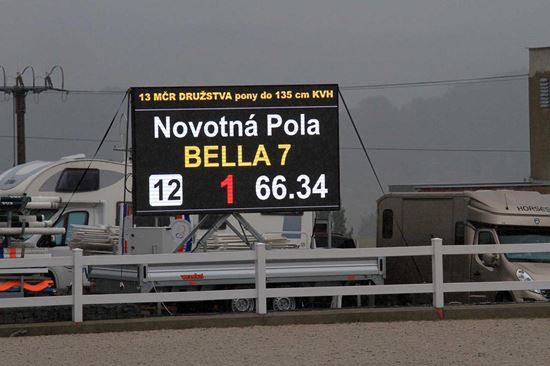 13 MČR DRUŽSTVA pony do 135 cm KVH
Novotná Pola
BELLA 7
12 1 66.34
HORSES